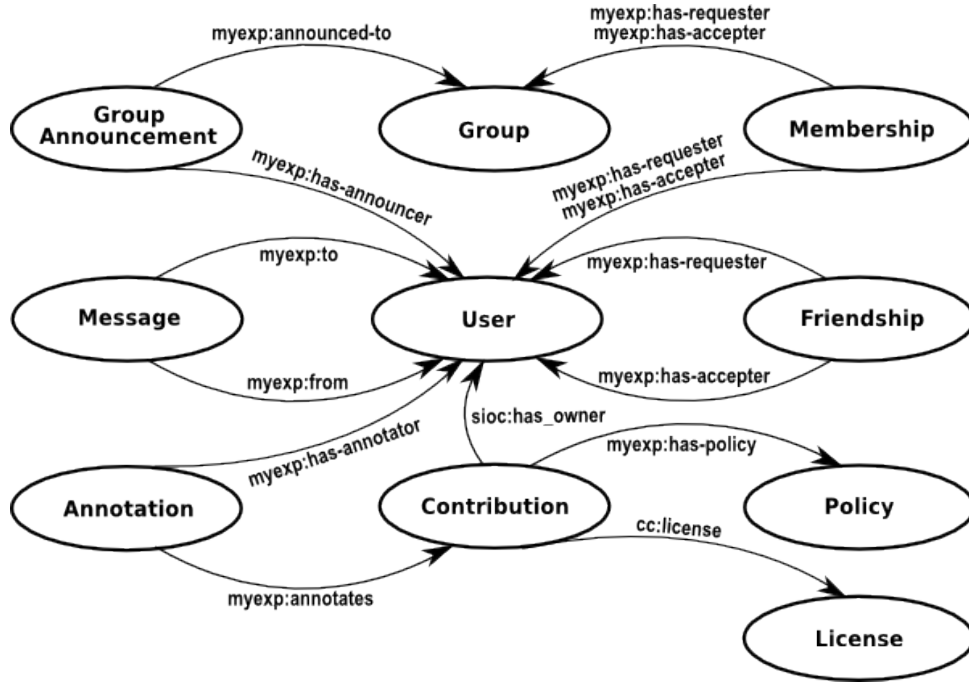 myexp:announced-to
myexp:has-requester
myexp:has-accepter
Group
Announcement
Group
Membership
myexp:has-announcer
myexp:has-requester
myexp:has-accepter
myexp:to
myexp:has-requester
Message
User
Friendship
myexp:from
myexp:has-accepter
sioc:has_owner
myexp:has-annotator
myexp:has-policy
Annotation
Contribution
Policy
cc:license
myexp:annotates
License